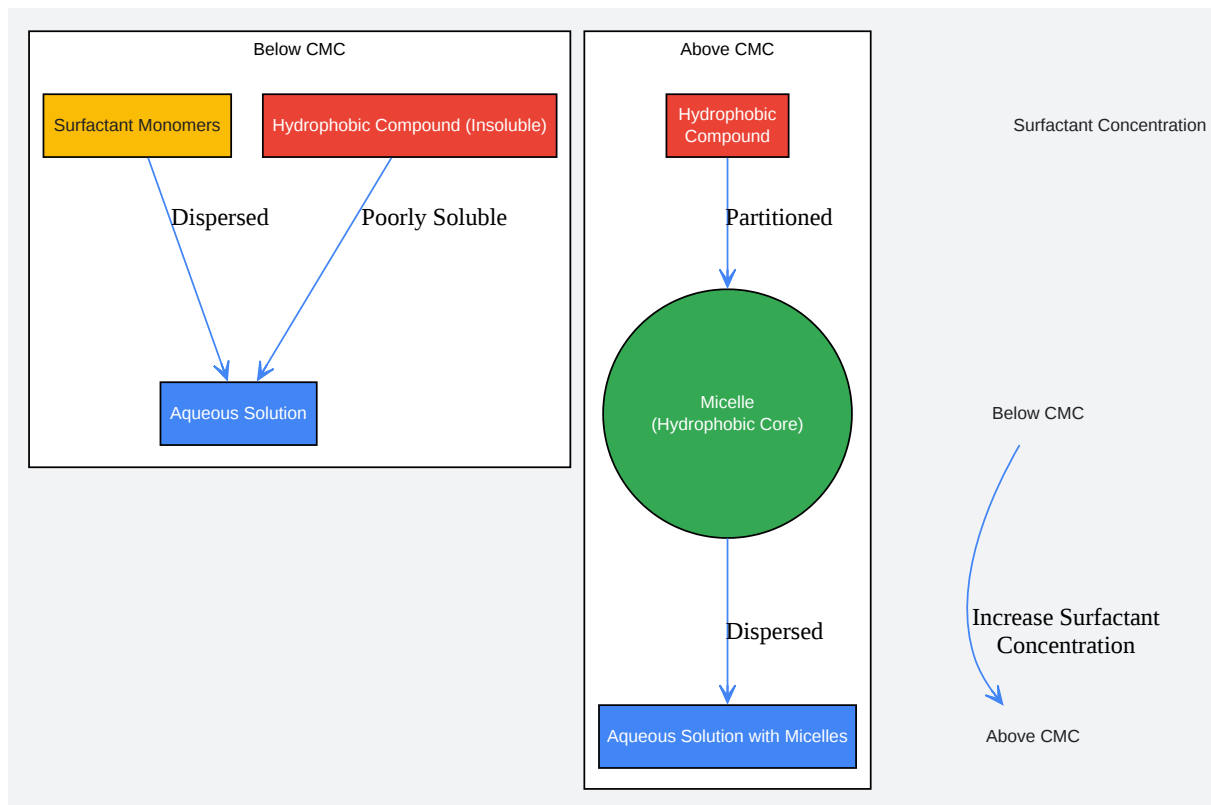 Below CMC
Surfactant Monomers
Hydrophobic Compound (Insoluble)
Dispersed
Poorly Soluble
Aqueous Solution
Above CMC
Hydrophobic
Compound
Partitioned
Micelle
(Hydrophobic Core)
Dispersed
Aqueous Solution with Micelles
Surfactant Concentration
Below CMC
Increase Surfactant
Concentration
Above CMC